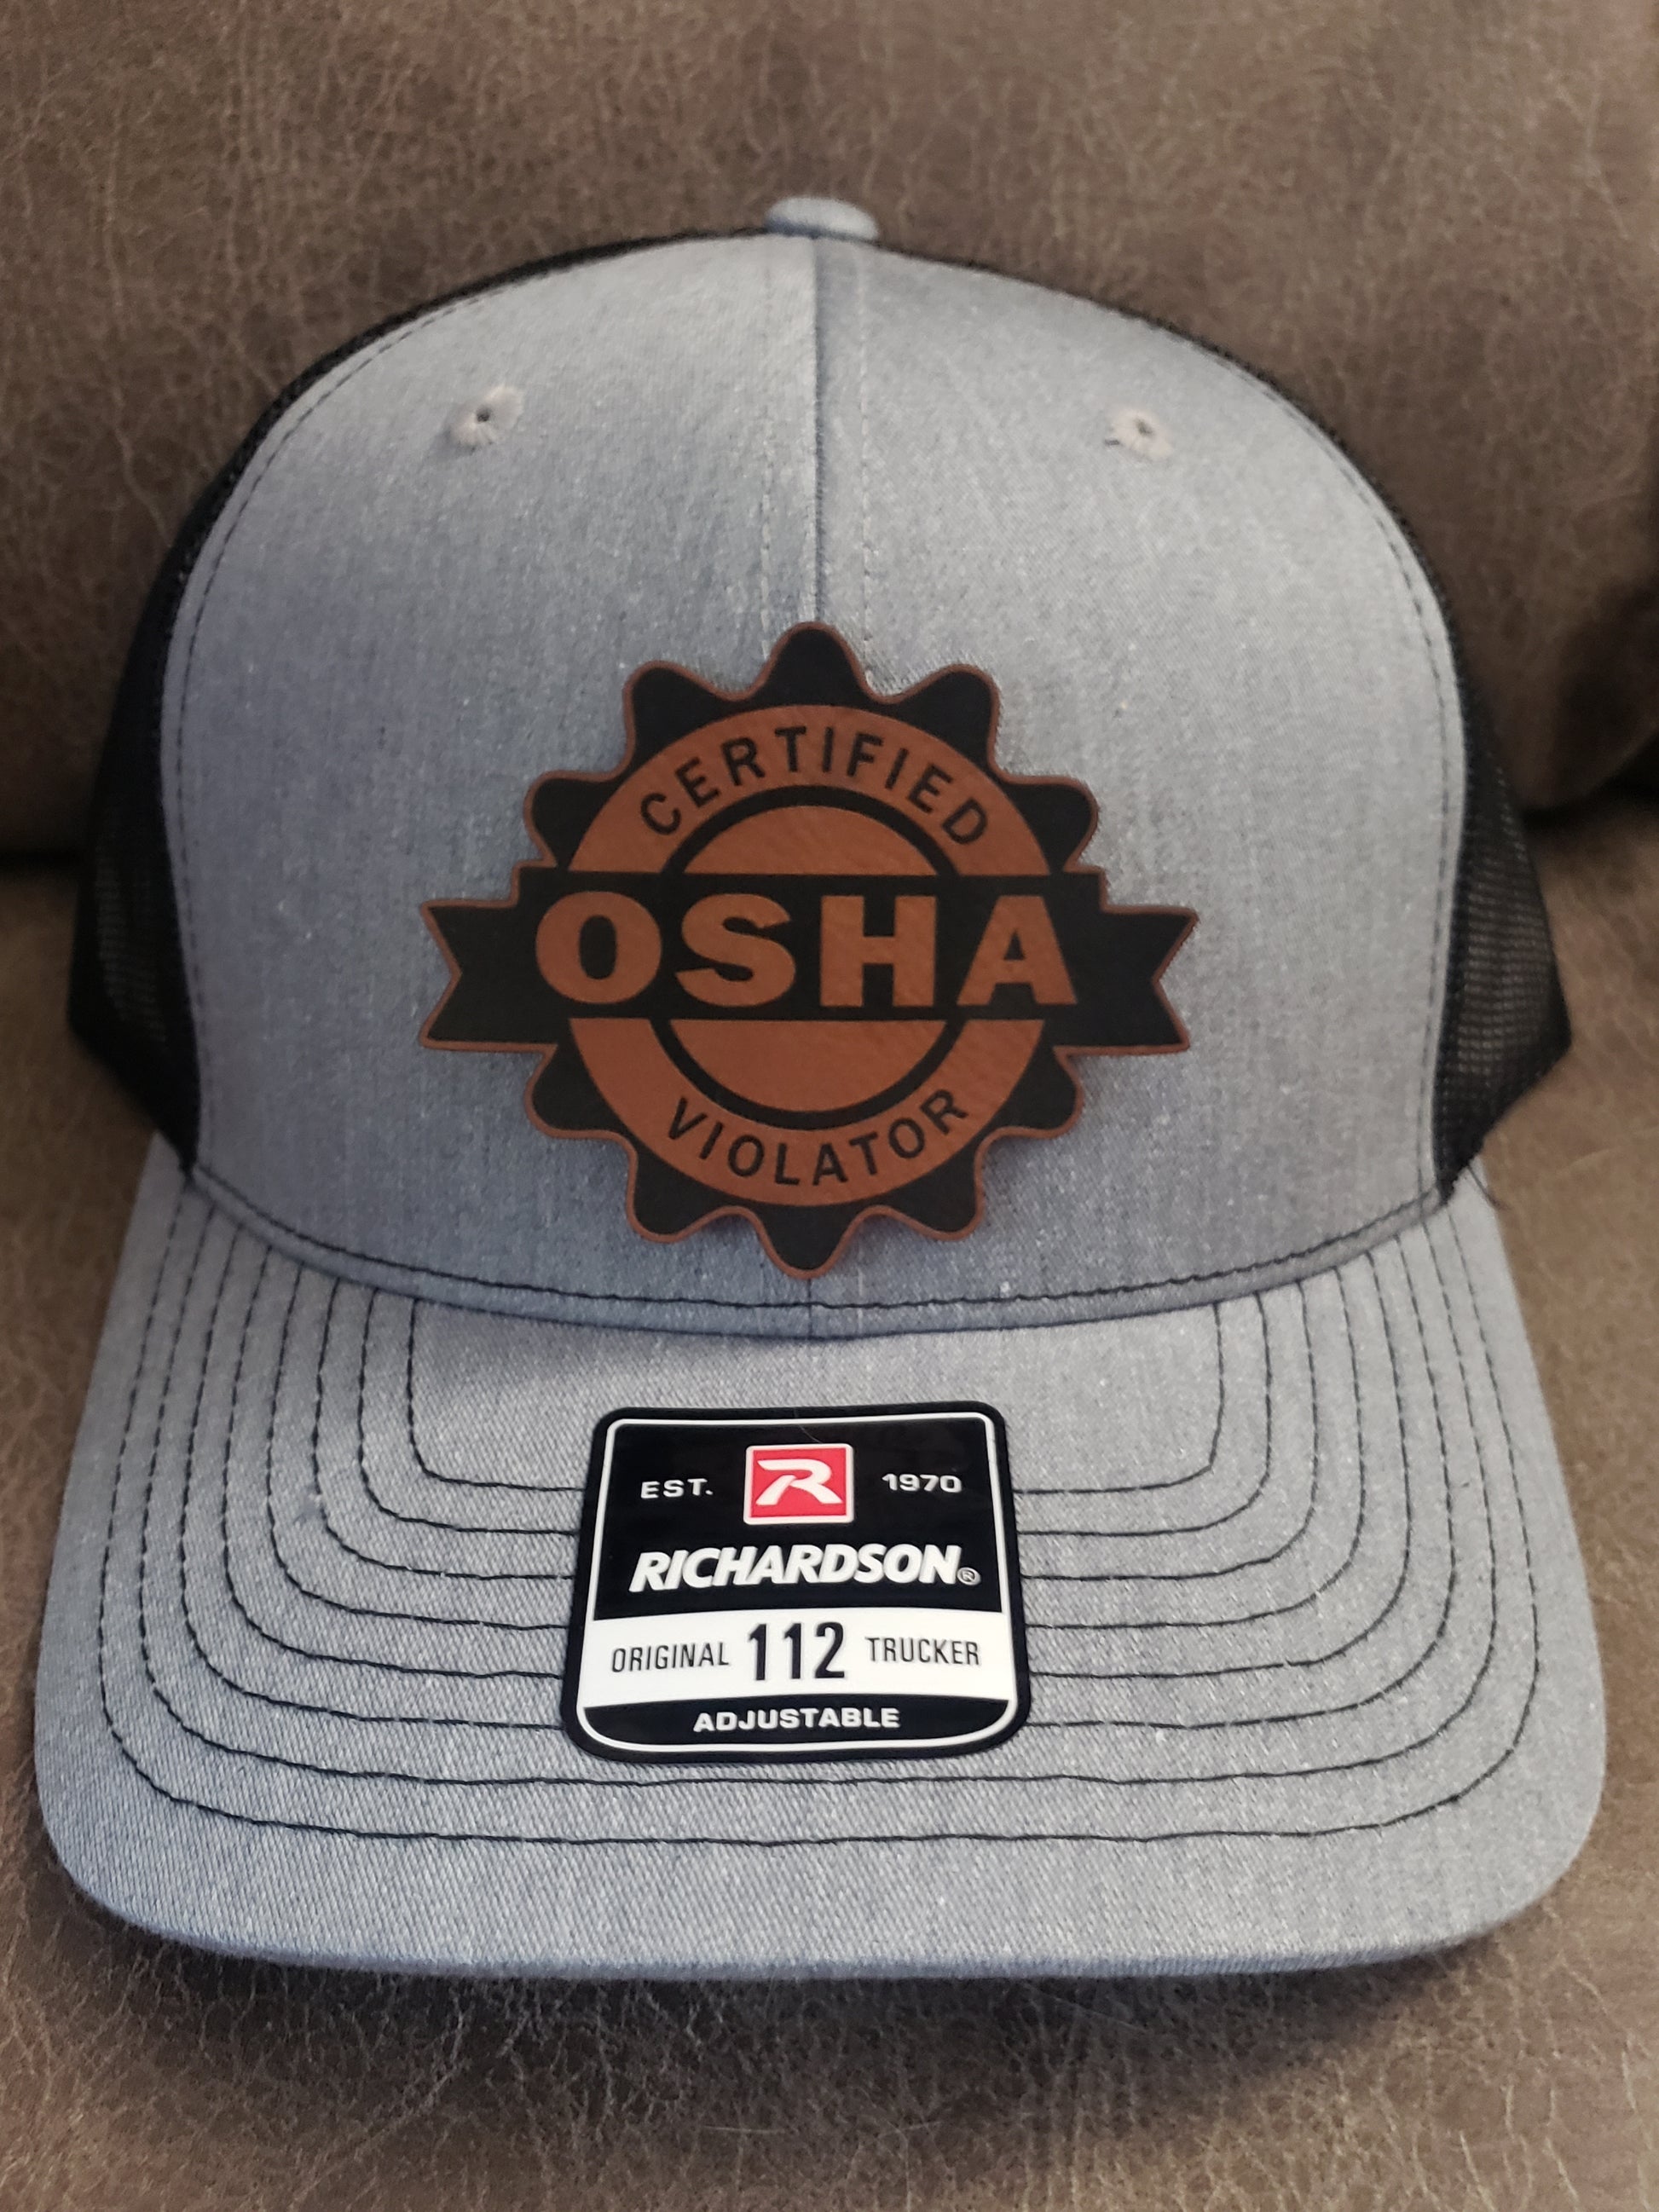 CERTIFIED
OSHA
VIOLATOR
EST. R 1970
RICHARDSON®
ORIGINAL 112 TRUCKER
ADJUSTABLE